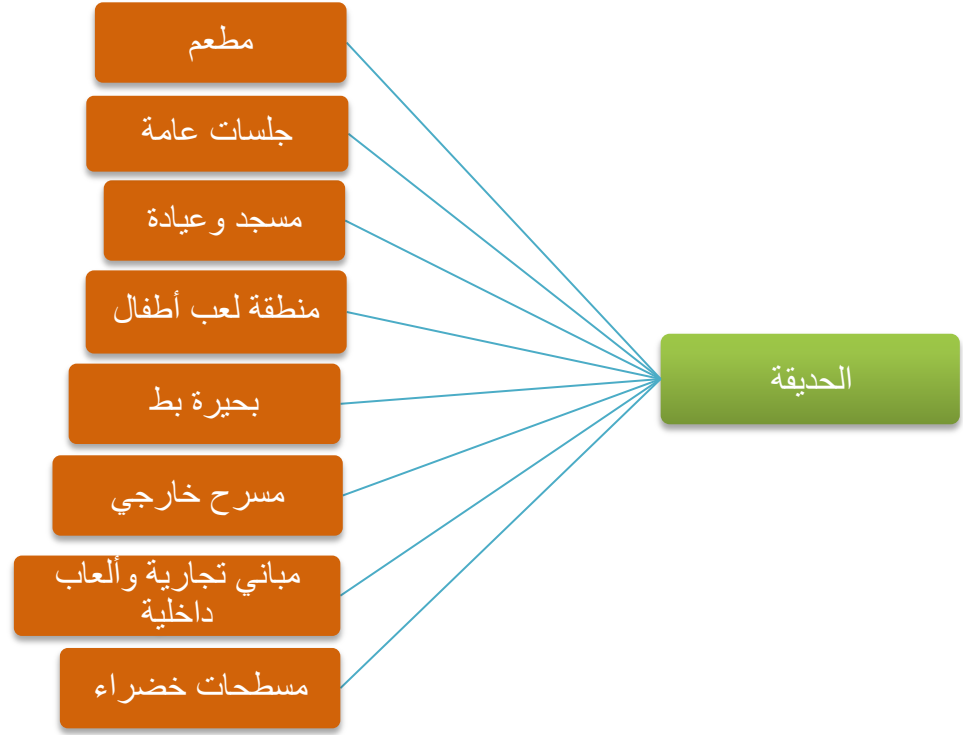 الحديقة
مطعم
جلسات عامة
مسجد وعيادة
منطقة لعب أطفال
بحيرة بط
مسرح خارجي
مباني تجارية وألعاب
داخلية
مسطحات خضراء